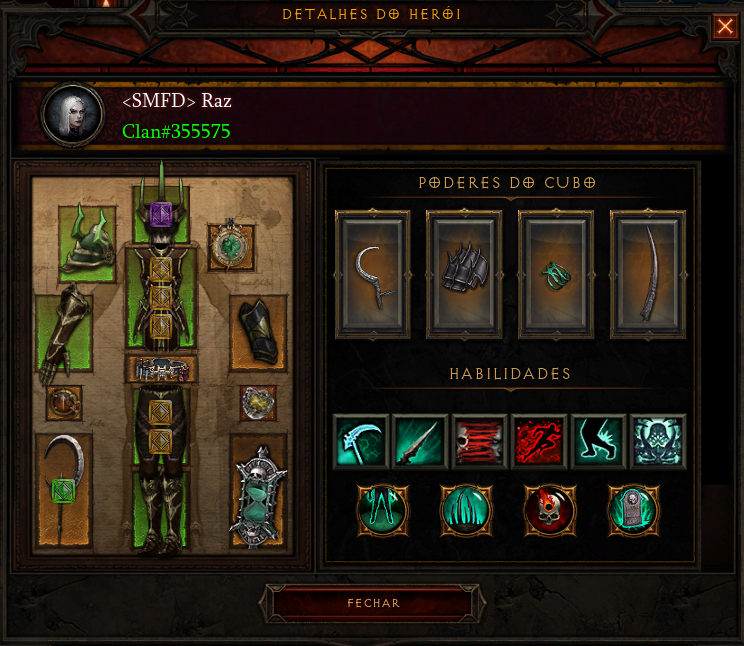 DETALHES DO HERÓI
<SMFD> Raz
Clan#355575
PODERES DO CUBO
HABILIDADES
FECHAR